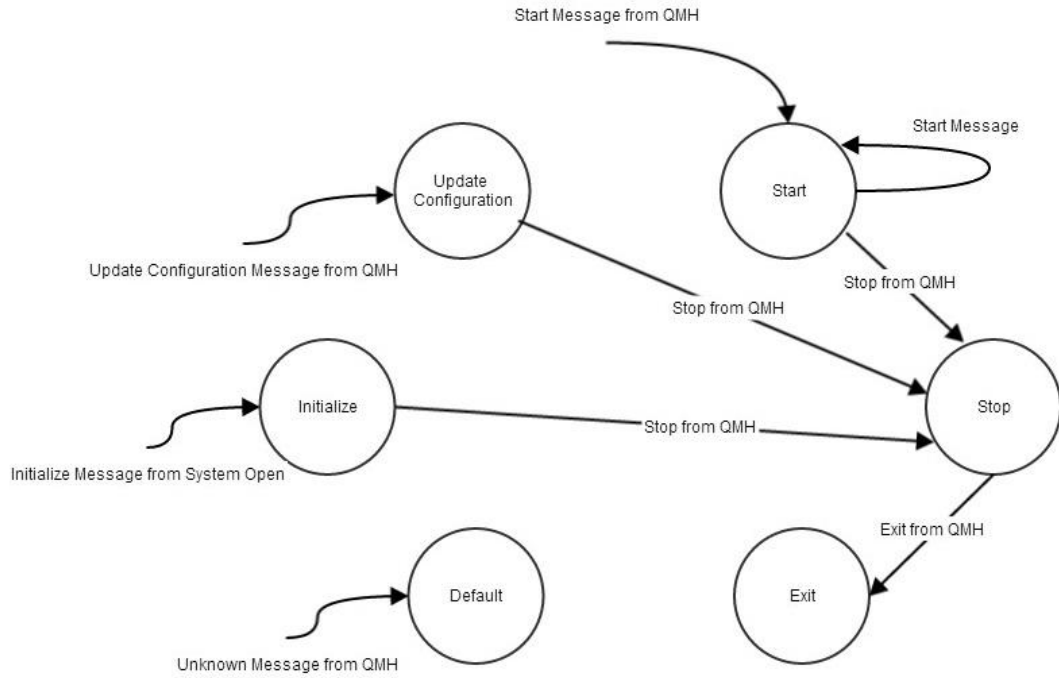 Start Message from QMH
Start Message
Update
Configuration
Start
Update Configuration Message from QMH
Stop from QMH
Stop from QMH
Initialize
Stop
Stop from QMH
Initialize Message from System Open
Exit from QMH
Default
Exit
Unknown Message from QMH